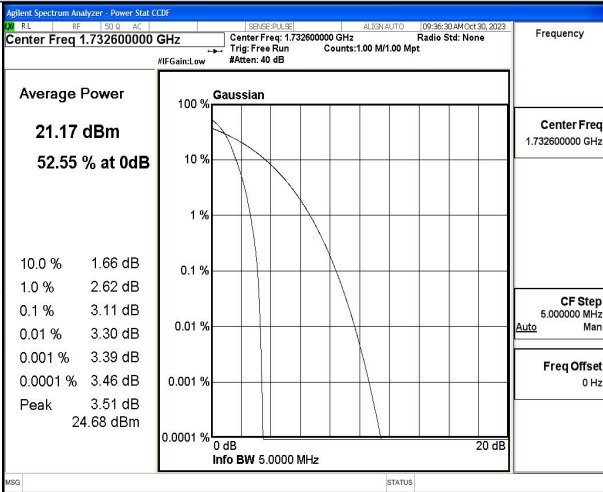 Agilent Spectrum Analyzer - Power Stat CCDF
RL RF 50 Ω AC SENSE:PULSE ALIGN AUTO 09:36:30 AM Oct 30, 2023
Center Freq 1.732600000 GHz
Center Freq: 1.732600000 GHz Radio Std: None
Trig: Free Run Counts:1.00 M/1.00 Mpt
#IFGain:Low #Atten: 40 dB
Frequency
Average Power
21.17 dBm
52.55 % at 0dB
10.0 % 1.66 dB
1.0 % 2.62 dB
0.1 % 3.11 dB
0.01 % 3.30 dB
0.001 % 3.39 dB
0.0001 % 3.46 dB
Peak 3.51 dB
24.68 dBm
Gaussian
100 %
10 %
1 %
0.1 %
0.01 %
0.001 %
0.0001 %
0 dB 20 dB
Info BW 5.0000 MHz
Center Freq
1.732600000 GHz
CF Step
5.000000 MHz
Auto Man
Freq Offset
0 Hz
MSG STATUS